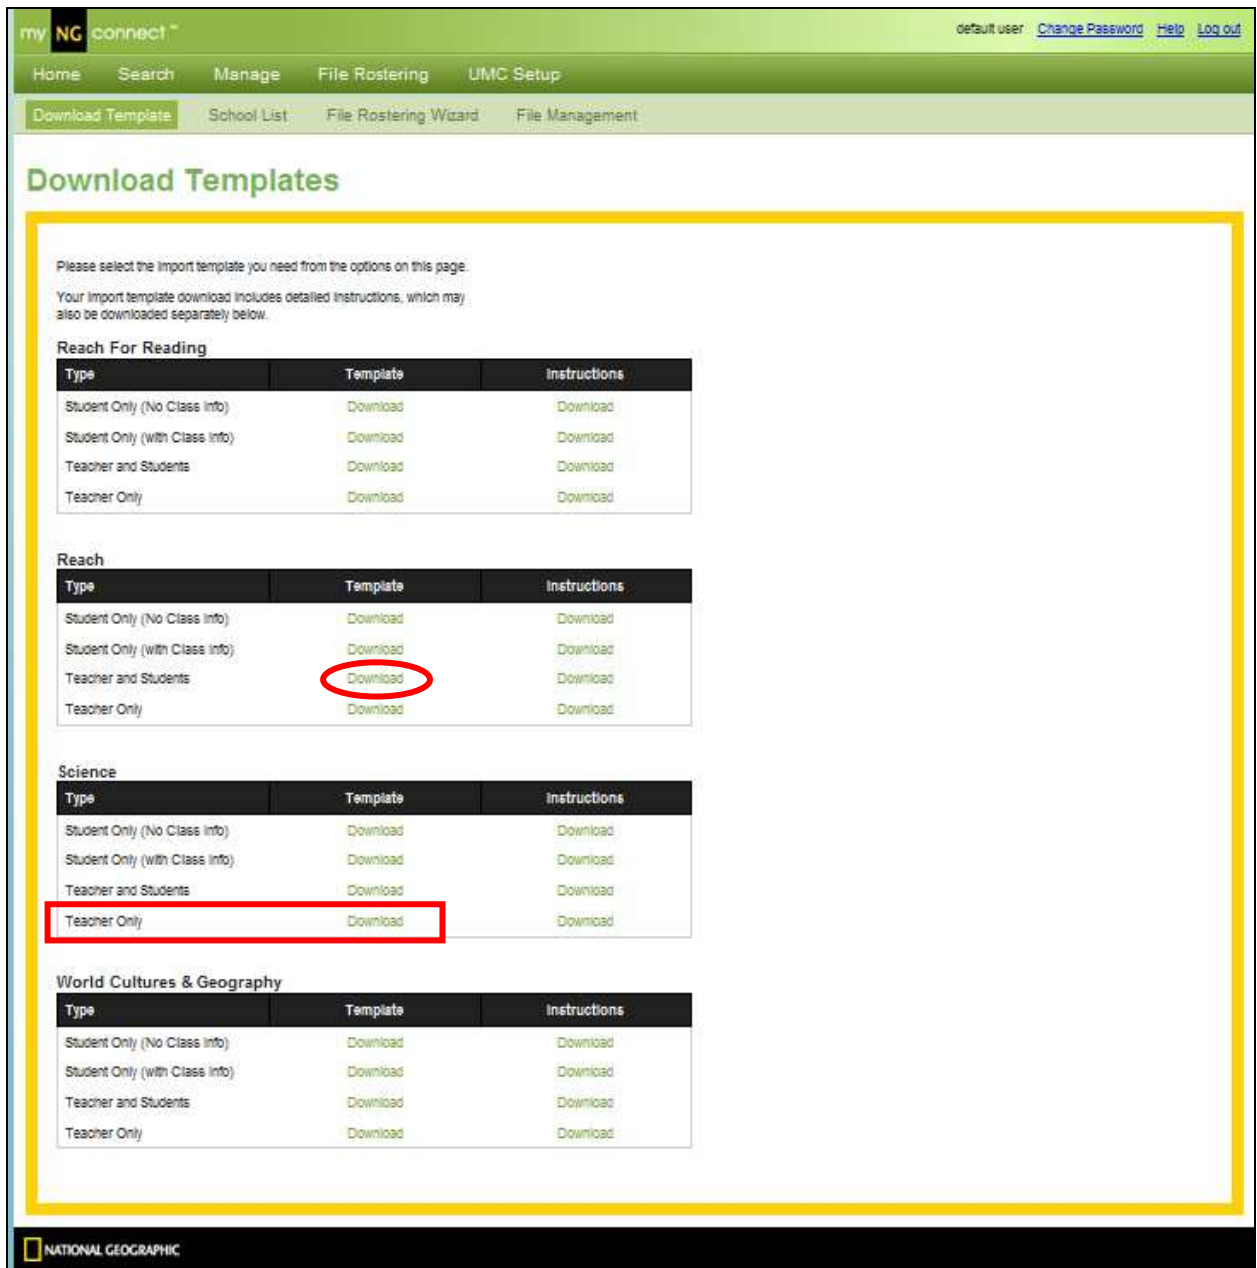 my NG connect™ default user Change Password Help Log out
Home Search Manage File Rostering UMC Setup
Download Template School List File Rostering Wizard File Management
Download Templates
Please select the import template you need from the options on this page.
Your import template download includes detailed instructions, which may
also be downloaded separately below.
Reach For Reading
Type Template Instructions
Student Only (No Class Info) Download Download
Student Only (with Class Info) Download Download
Teacher and Students Download Download
Teacher Only Download Download
Reach
Type Template Instructions
Student Only (No Class Info) Download Download
Student Only (with Class Info) Download Download
Teacher and Students Download Download
Teacher Only Download Download
Science
Type Template Instructions
Student Only (No Class Info) Download Download
Student Only (with Class Info) Download Download
Teacher and Students Download Download
Teacher Only Download Download
World Cultures & Geography
Type Template Instructions
Student Only (No Class Info) Download Download
Student Only (with Class Info) Download Download
Teacher and Students Download Download
Teacher Only Download Download
NATIONAL GEOGRAPHIC